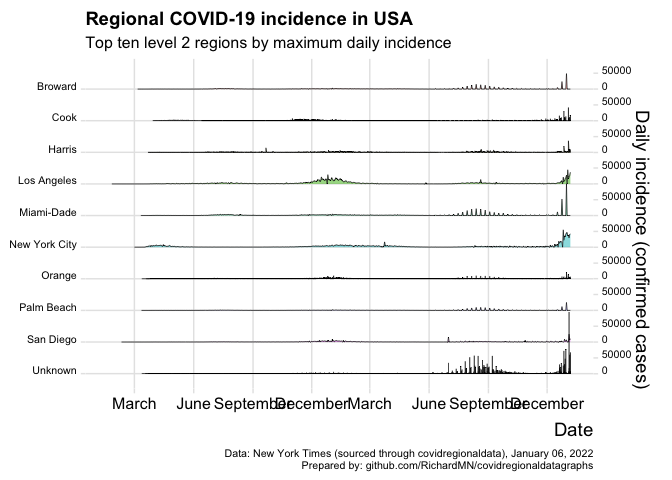 Regional COVID-19 incidence in USA
Top ten level 2 regions by maximum daily incidence
Broward
Cook
Harris
Los Angeles
Miami-Dade
New York City
Orange
Palm Beach
San Diego
Unknown
50000
0
50000
0
50000
0
50000
0
50000
0
50000
0
50000
0
50000
0
50000
0
50000
0
Daily incidence (confirmed cases)
March June September December March June September December
Date
Data: New York Times (sourced through covidregionaldata), January 06, 2022
Prepared by: github.com/RichardMN/covidregionaldatagraphs